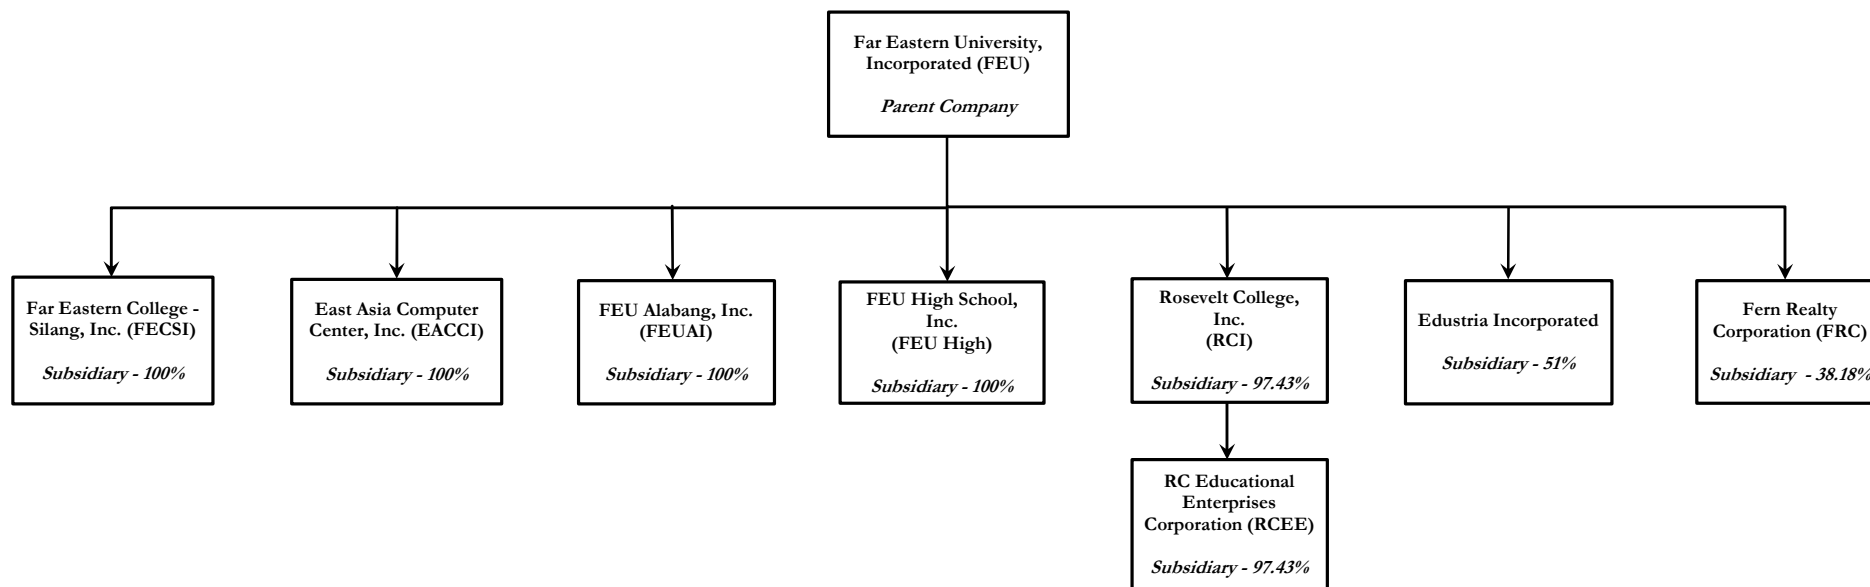 Far Eastern University,
Incorporated (FEU)
Parent Company
Far Eastern College -
Silang, Inc. (FECSI)
Subsidiary - 100%
East Asia Computer
Center, Inc. (EACCI)
Subsidiary - 100%
FEU Alabang, Inc.
(FEUAI)
Subsidiary - 100%
FEU High School,
Inc.
(FEU High)
Subsidiary - 100%
Rosevelt College,
Inc.
(RCI)
Subsidiary - 97.43%
Edustria Incorporated
Subsidiary - 51%
Fern Realty
Corporation (FRC)
Subsidiary - 38.18%
RC Educational
Enterprises
Corporation (RCEE)
Subsidiary - 97.43%